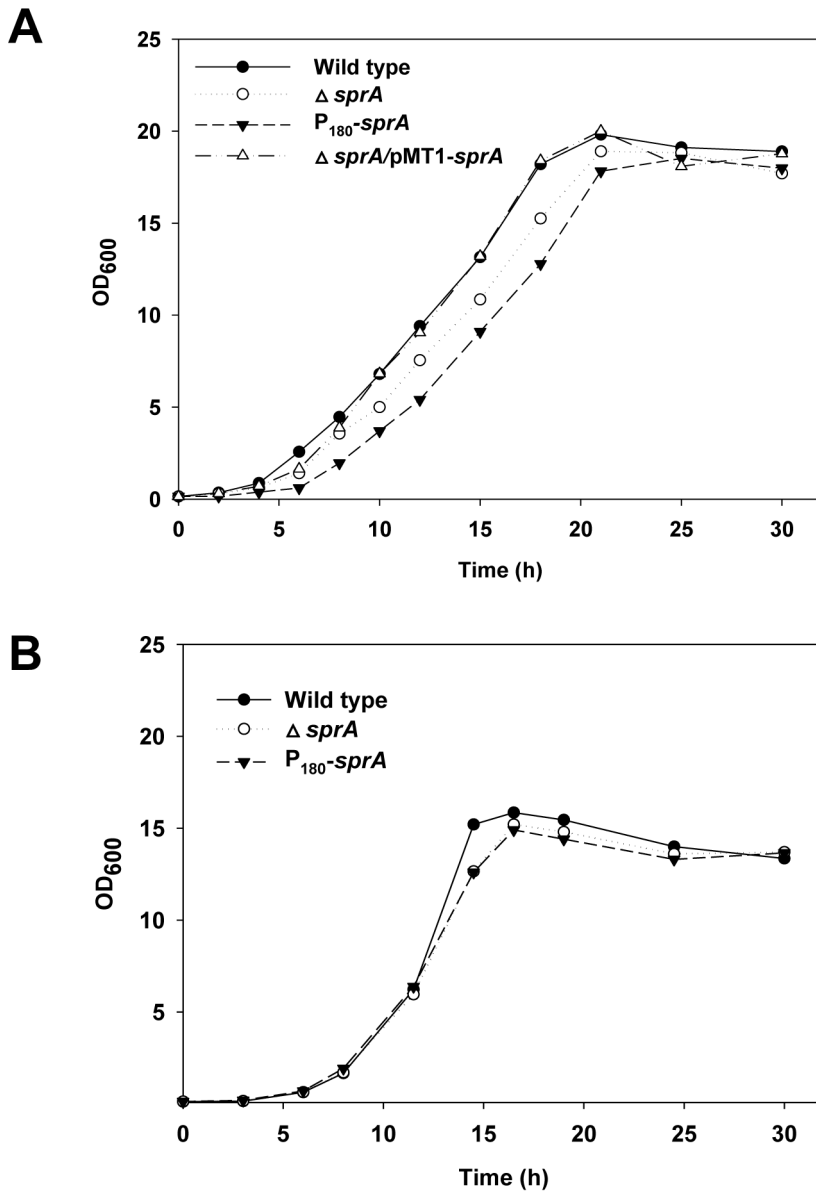 A
25
20
15
10
5
0
OD600
Wild type
Δ sprA
P180-sprA
Δ sprA/pMT1-sprA
0 5 10 15 20 25 30
Time (h)
B
25
20
15
10
5
OD600
Wild type
Δ sprA
P180-sprA
0 5 10 15 20 25 30
Time (h)